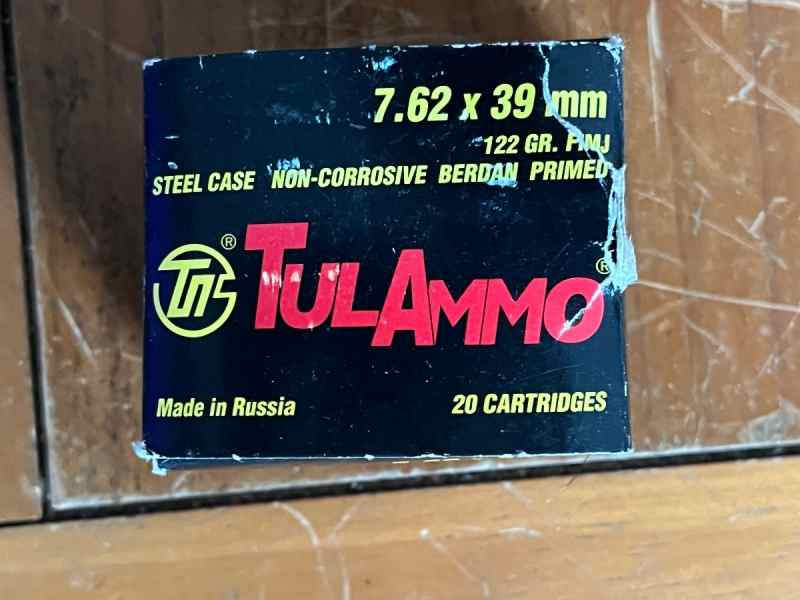 7.62 x 39 mm
122 GR. FMJ
STEEL CASE NON-CORROSIVE BERDAN PRIMED
® TULAMMO ®
Made in Russia
20 CARTRIDGES